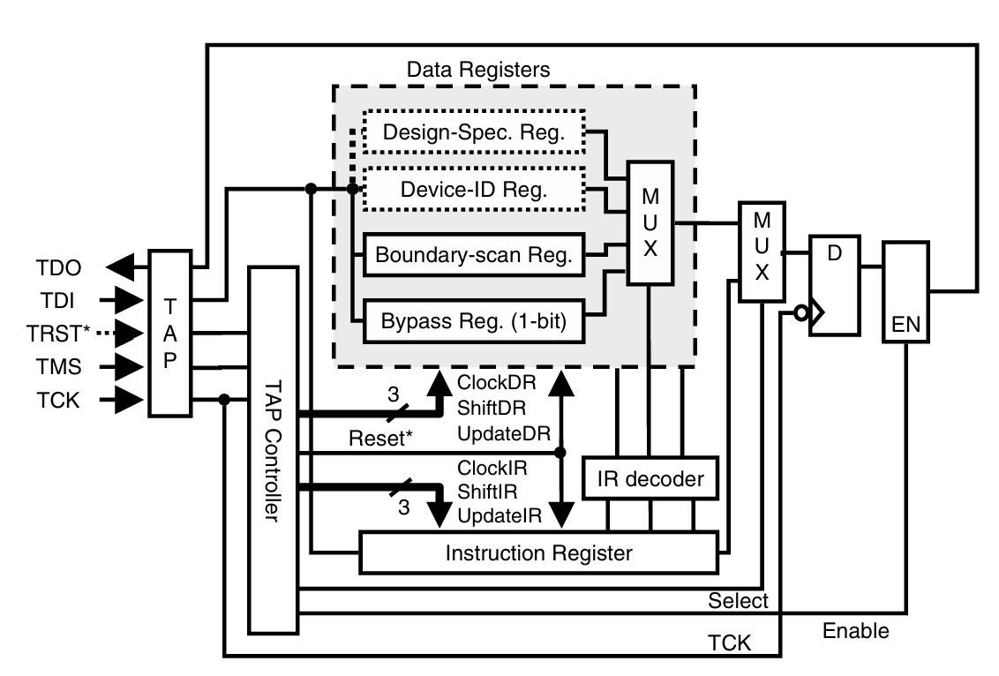 Data Registers
Design-Spec. Reg.
Device-ID Reg.
Boundary-scan Reg.
Bypass Reg. (1-bit)
M
U
X
M
U
X
D
EN
TDO
TDI
TRST*
TMS
TCK
T
A
P
TAP Controller
3
ClockDR
ShiftDR
UpdateDR
Reset*
ClockIR
ShiftIR
UpdateIR
3
IR decoder
Instruction Register
Select
Enable
TCK